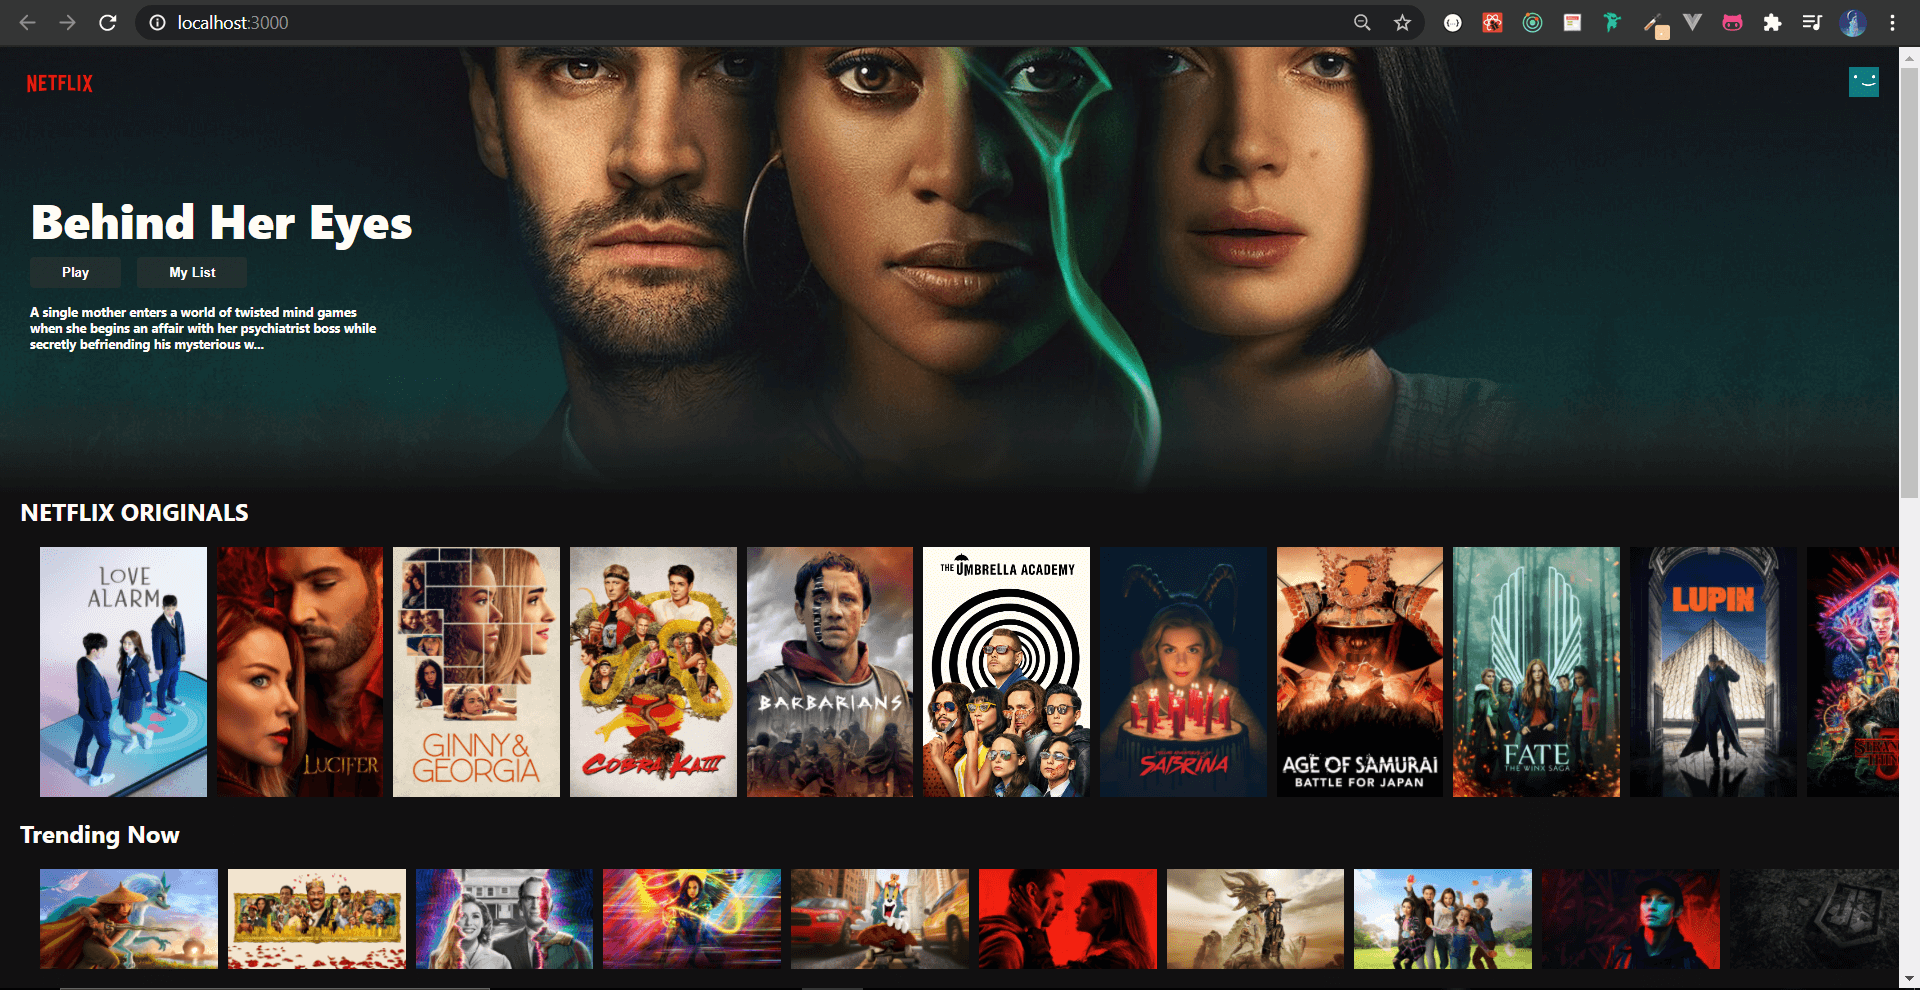 localhost:3000
NETFLIX
Behind Her Eyes
Play
My List
A single mother enters a world of twisted mind games
when she begins an affair with her psychiatrist boss while
secretly befriending his mysterious w...
NETFLIX ORIGINALS
LOVE
ALARM
LUCIFER
GINNY&
GEORGIA
COBRA KAI III
BARBARIANS
THE UMBRELLA ACADEMY
SABRINA
AGE OF SAMURAI
BATTLE FOR JAPAN
FATE
THE WINX SAGA
LUPIN
Trending Now